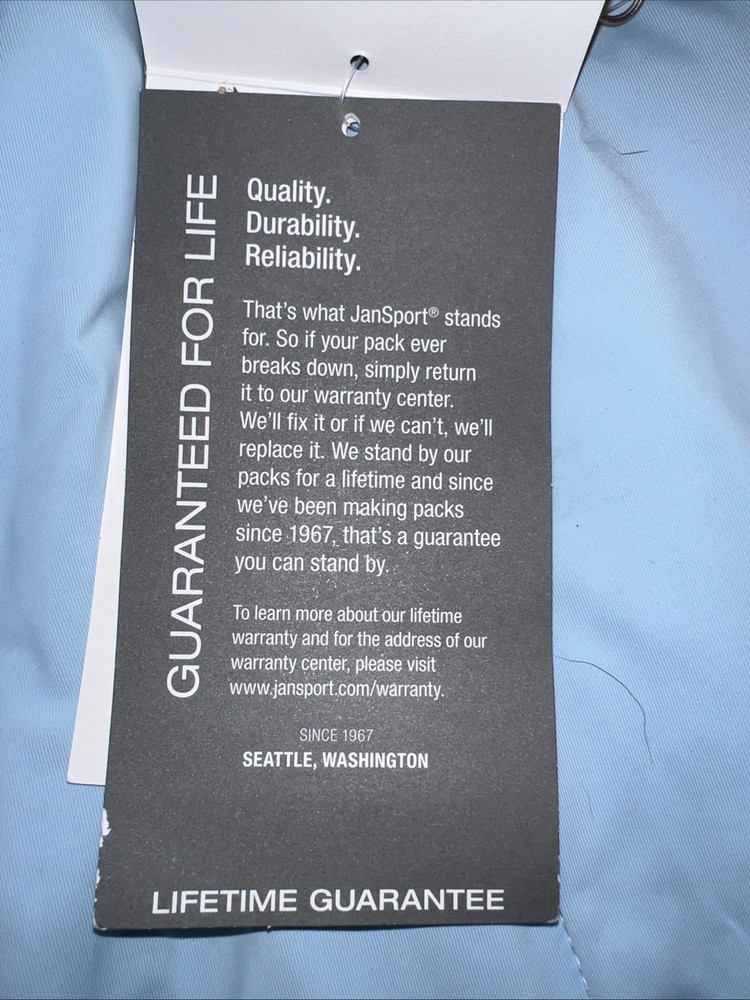 GUARANTEED FOR LIFE
Quality.
Durability.
Reliability.
That's what JanSport® stands
for. So if your pack ever
breaks down, simply return
it to our warranty center.
We'll fix it or if we can't, we'll
replace it. We stand by our
packs for a lifetime and since
we've been making packs
since 1967, that's a guarantee
you can stand by.
To learn more about our lifetime
warranty and for the address of our
warranty center, please visit
www.jansport.com/warranty.
SINCE 1967
SEATTLE, WASHINGTON
LIFETIME GUARANTEE